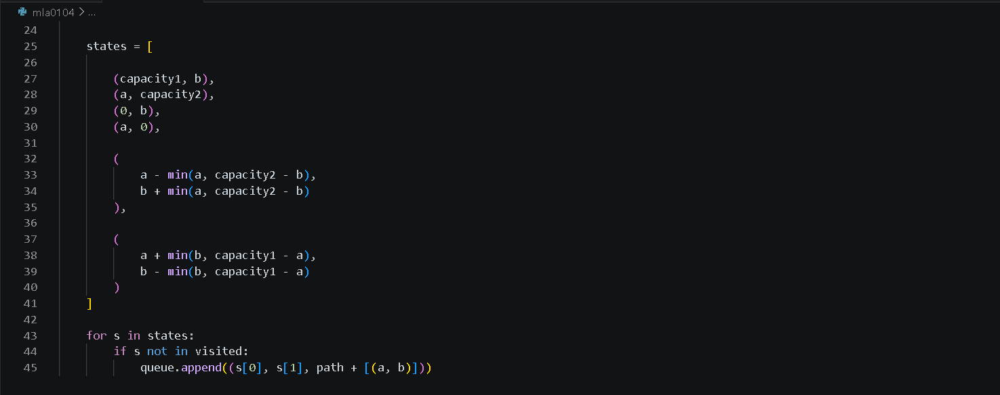 mla0104 > ...
24
25 states = [
26
27 (capacity1, b),
28 (a, capacity2),
29 (0, b),
30 (a, 0),
31
32 (
33 a - min(a, capacity2 - b),
34 b + min(a, capacity2 - b)
35 ),
36
37 (
38 a + min(b, capacity1 - a),
39 b - min(b, capacity1 - a)
40 )
41 ]
42
43 for s in states:
44 if s not in visited:
45 queue.append((s[0], s[1], path + [(a, b)]))